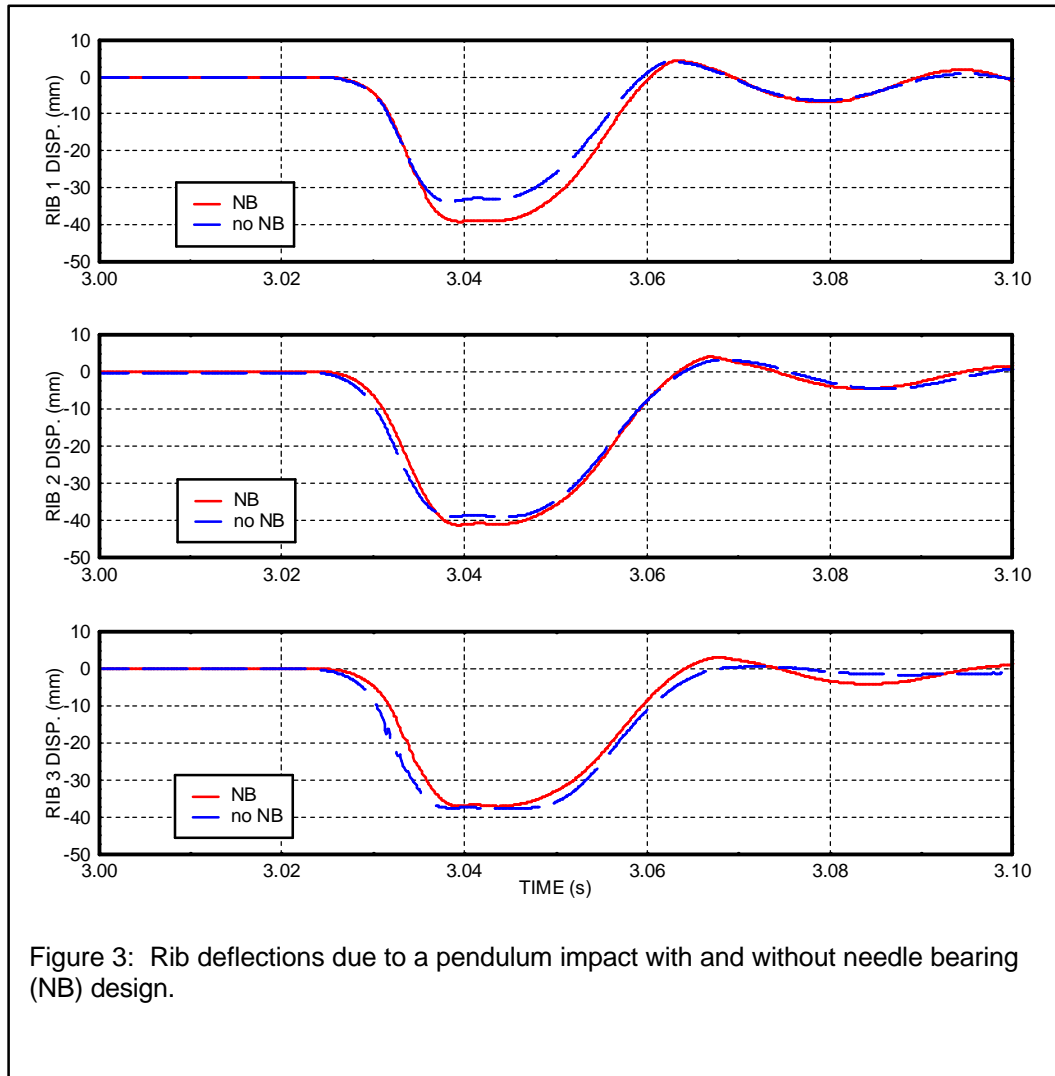 10
0
-10
-20
-30
-40
-50
RIB 1 DISP. (mm)
NB
no NB
3.00 3.02 3.04 3.06 3.08 3.10
10
0
-10
-20
-30
-40
-50
RIB 2 DISP. (mm)
NB
no NB
3.00 3.02 3.04 3.06 3.08 3.10
10
0
-10
-20
-30
-40
-50
RIB 3 DISP. (mm)
NB
no NB
3.00 3.02 3.04 3.06 3.08 3.10
TIME (s)
Figure 3: Rib deflections due to a pendulum impact with and without needle bearing
(NB) design.